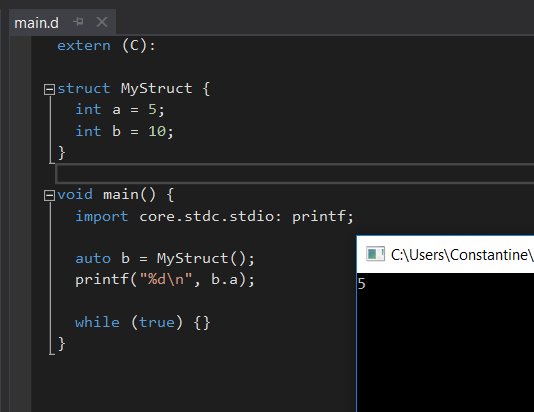 main.d
extern (C):
struct MyStruct {
int a = 5;
int b = 10;
}
void main() {
import core.stdc.stdio: printf;
auto b = MyStruct();
printf("%d\n", b.a);
while (true) {}
}
C:\Users\Constantine\
5